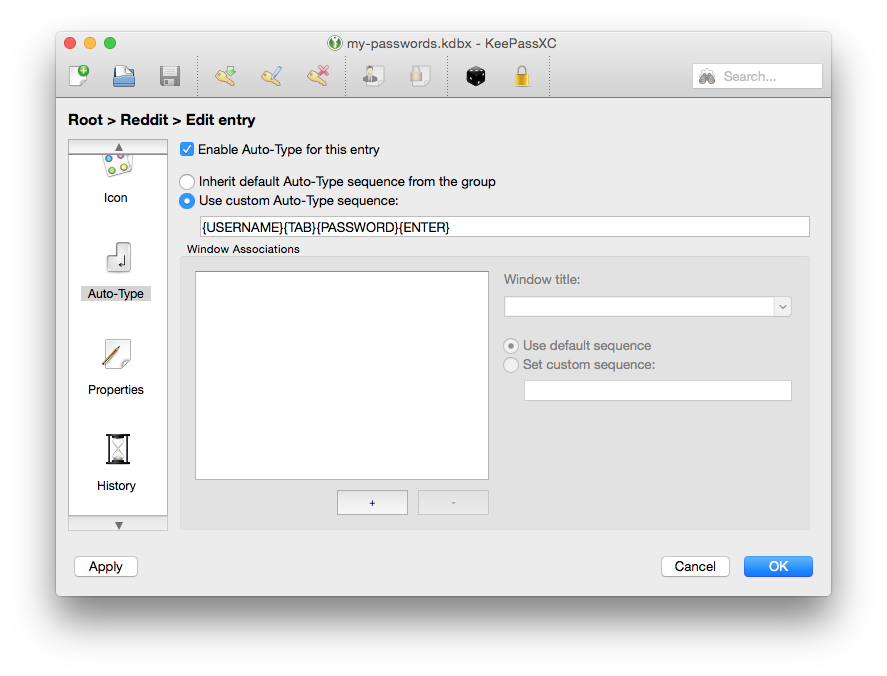 my-passwords.kdbx - KeePassXC
Search...
Root > Reddit > Edit entry
Icon
Auto-Type
Properties
History
Enable Auto-Type for this entry
Inherit default Auto-Type sequence from the group
Use custom Auto-Type sequence:
{USERNAME}{TAB}{PASSWORD}{ENTER}
Window Associations
+
-
Window title:
Use default sequence
Set custom sequence:
Apply
Cancel
OK